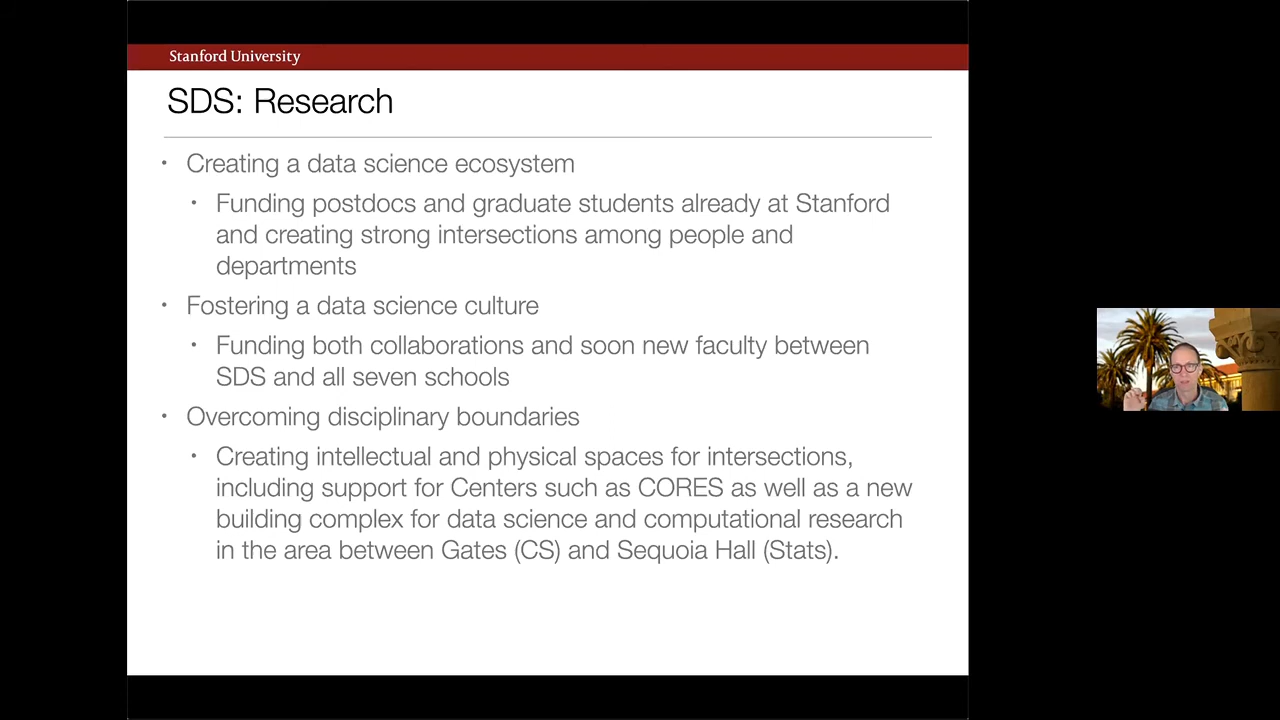 Stanford University
SDS: Research
• Creating a data science ecosystem
• Funding postdocs and graduate students already at Stanford
and creating strong intersections among people and
departments
• Fostering a data science culture
• Funding both collaborations and soon new faculty between
SDS and all seven schools
• Overcoming disciplinary boundaries
• Creating intellectual and physical spaces for intersections,
including support for Centers such as CORES as well as a new
building complex for data science and computational research
in the area between Gates (CS) and Sequoia Hall (Stats).